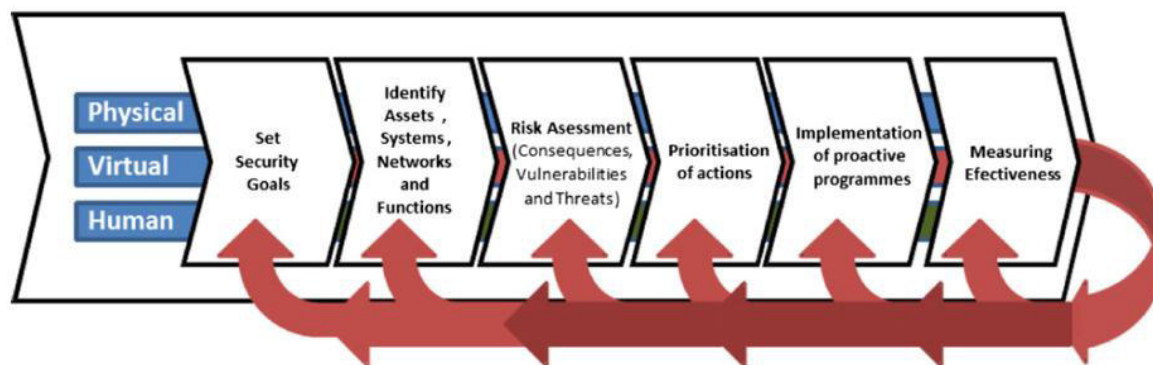 Physical
Virtual
Human
Set
Security
Goals
Identify
Assets ,
Systems ,
Networks
and
Functions
Risk Asessment
(Consequences,
Vulnerabilities
and Threats)
Prioritisation
of actions
Implementation
of proactive
programmes
Measuring
Efectiveness